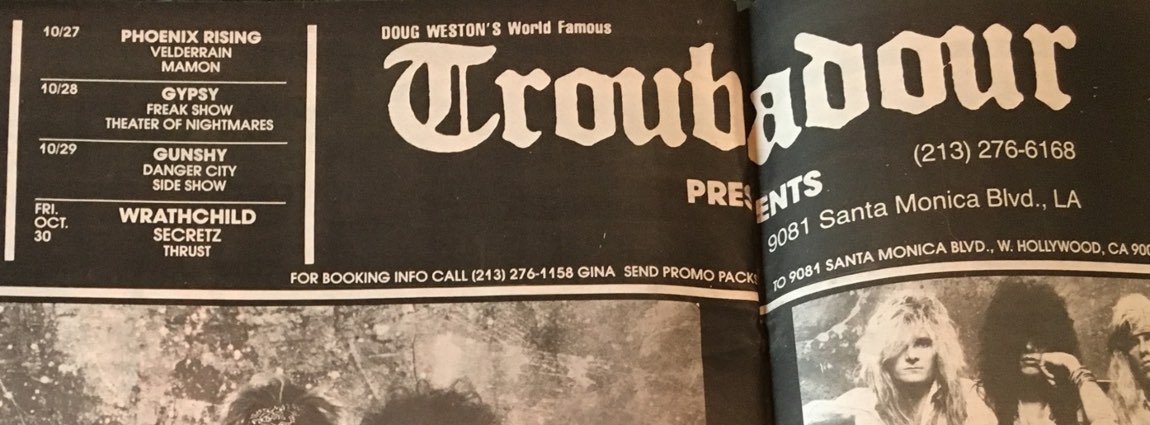 10/27
PHOENIX RISING
VELDERRAIN
MAMON
10/28
GYPSY
FREAK SHOW
THEATER OF NIGHTMARES
10/29
GUNSHY
DANGER CITY
SIDE SHOW
FRI.
OCT.
30
WRATHCHILD
SECRETZ
THRUST
DOUG WESTON'S World Famous
Troubadour
(213) 276-6168
PRESENTS
9081 Santa Monica Blvd., LA
FOR BOOKING INFO CALL (213) 276-1158 GINA SEND PROMO PACKS TO 9081 SANTA MONICA BLVD., W. HOLLYWOOD, CA 900